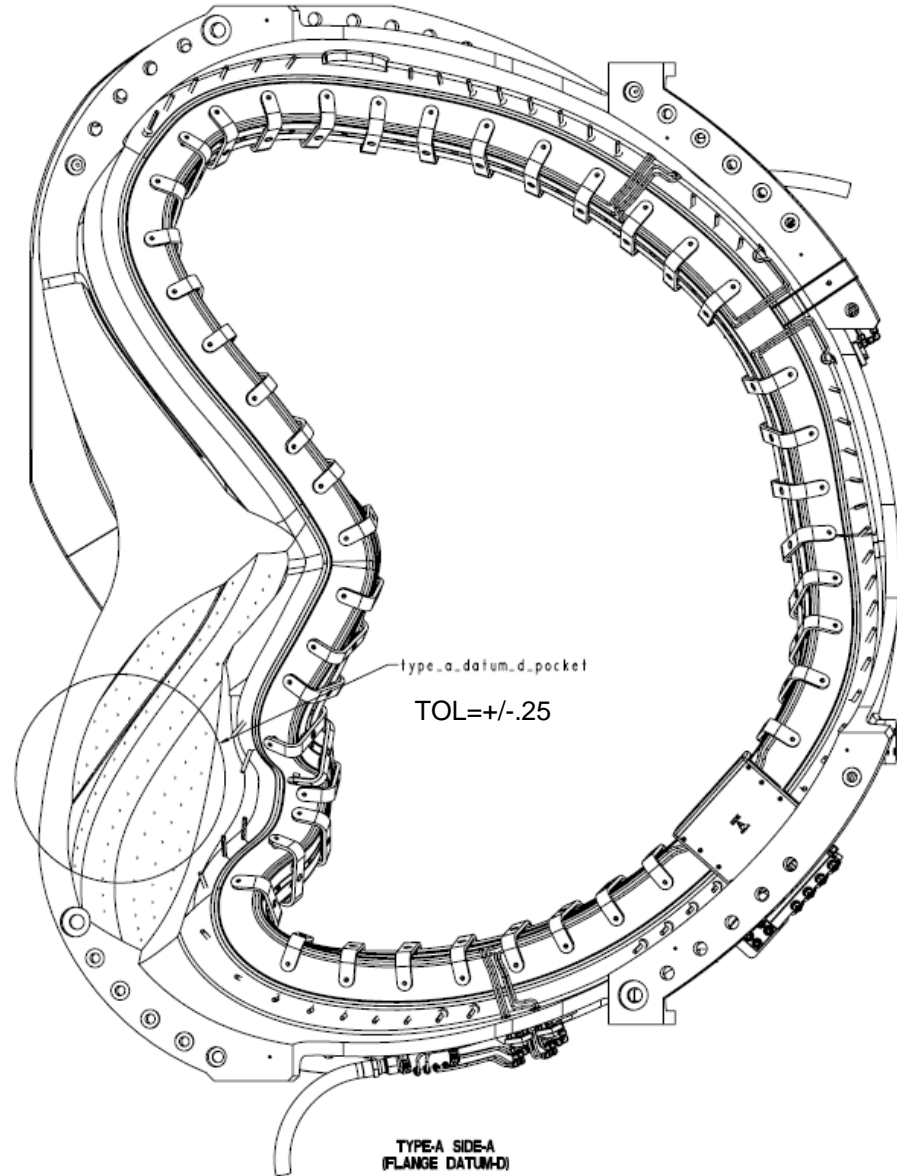 type_a_datum_d_pocket
TOL=+/-.25
A
TYPE-A SIDE-A
(FLANGE DATUM-D)